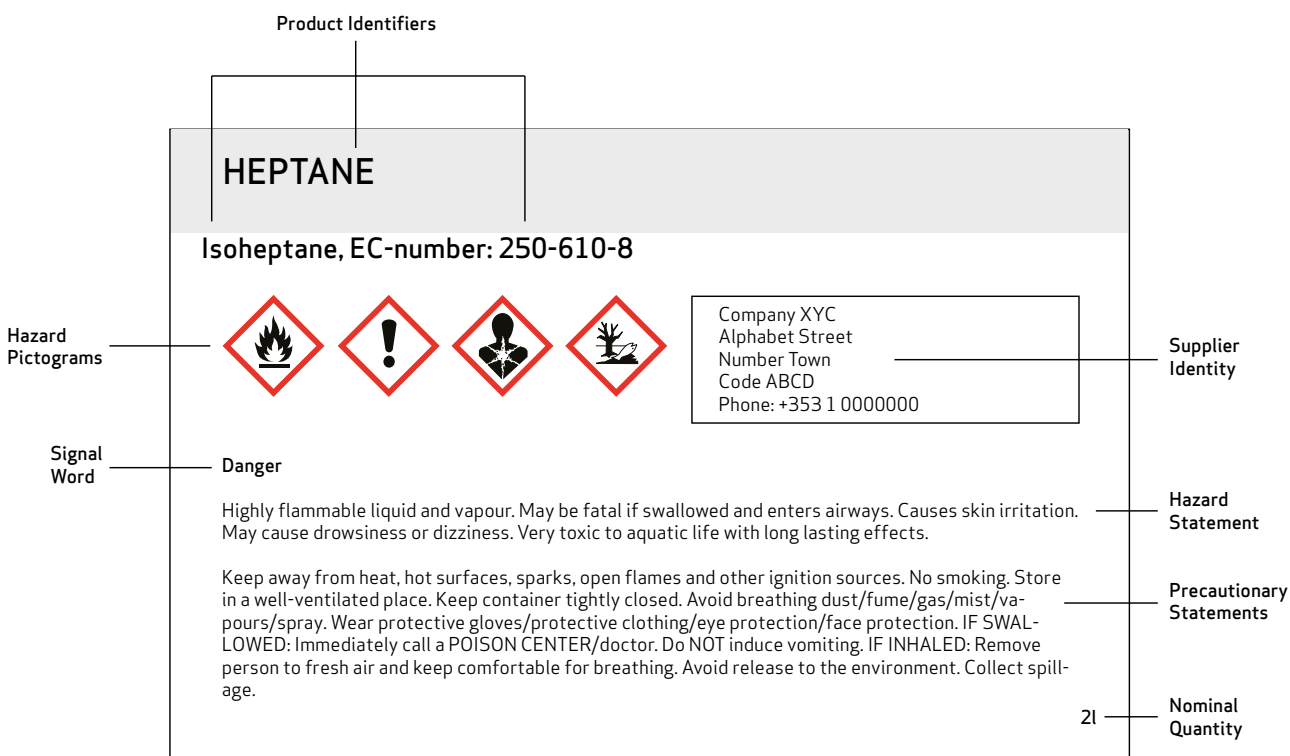 Product Identifiers
HEPTANE
Isoheptane, EC-number: 250-610-8
Hazard
Pictograms
Company XYC
Alphabet Street
Number Town
Code ABCD
Phone: +353 1 0000000
Supplier
Identity
Signal
Word
Danger
Highly flammable liquid and vapour. May be fatal if swallowed and enters airways. Causes skin irritation.
May cause drowsiness or dizziness. Very toxic to aquatic life with long lasting effects.
Hazard
Statement
Keep away from heat, hot surfaces, sparks, open flames and other ignition sources. No smoking. Store
in a well-ventilated place. Keep container tightly closed. Avoid breathing dust/fume/gas/mist/va-
pours/spray. Wear protective gloves/protective clothing/eye protection/face protection. IF SWAL-
LOWED: Immediately call a POISON CENTER/doctor. Do NOT induce vomiting. IF INHALED: Remove
person to fresh air and keep comfortable for breathing. Avoid release to the environment. Collect spill-
age.
Precautionary
Statements
2l
Nominal
Quantity